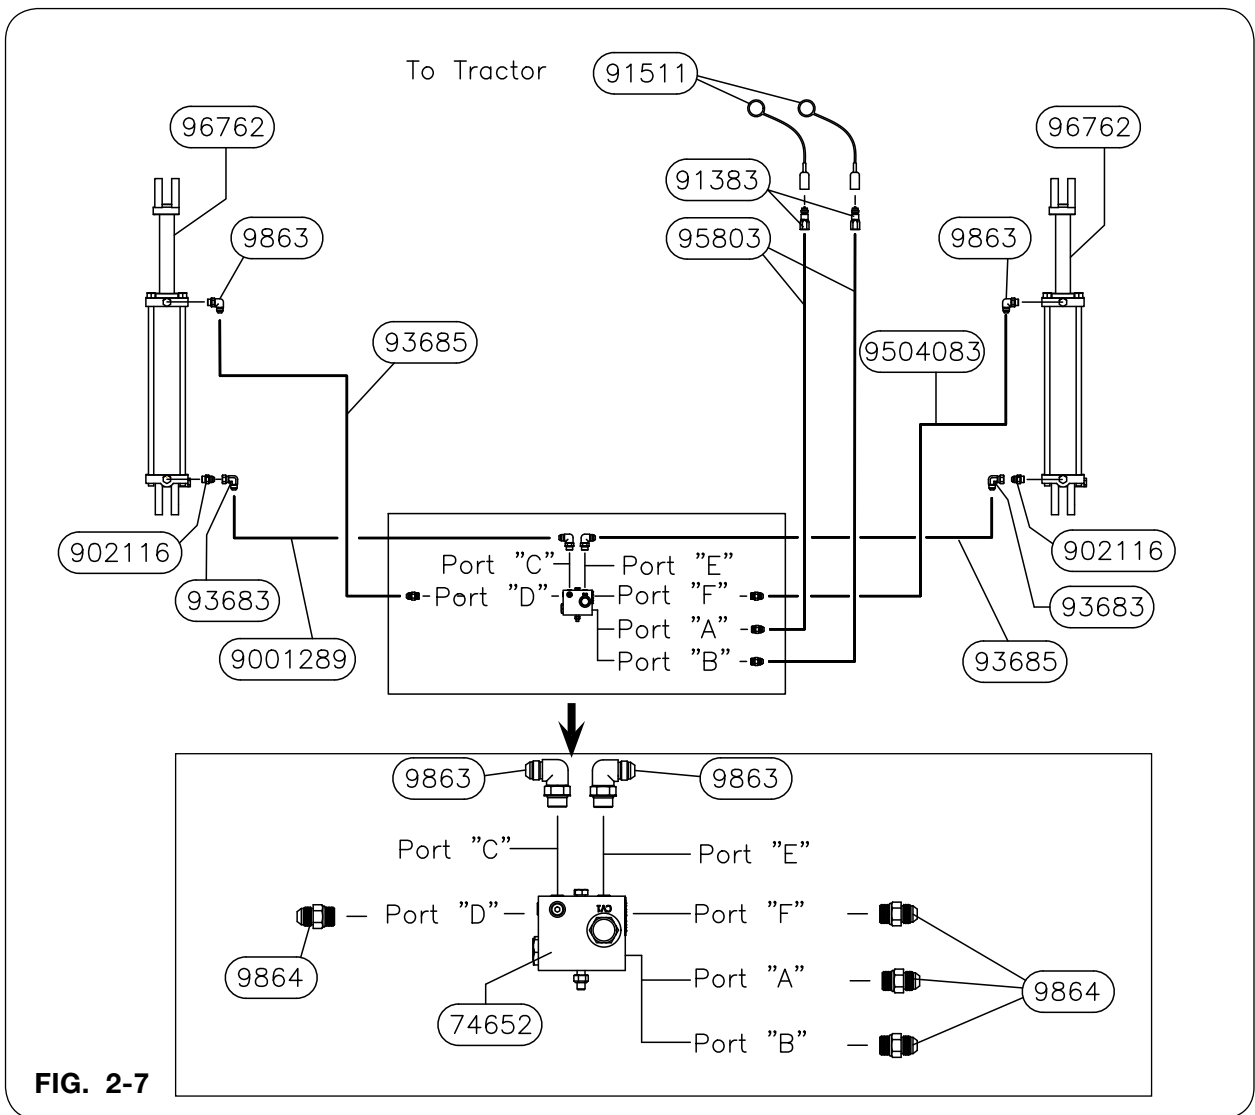 To Tractor
91511
96762
96762
91383
9863
95803
9863
93685
9504083
902116
Port "C"
Port "E"
902116
93683
Port "D"
Port "F"
93683
Port "A"
9001289
Port "B"
93685
9863
9863
Port "C"
Port "E"
Port "D"
CV1
Port "F"
9864
Port "A"
9864
74652
Port "B"
FIG. 2-7